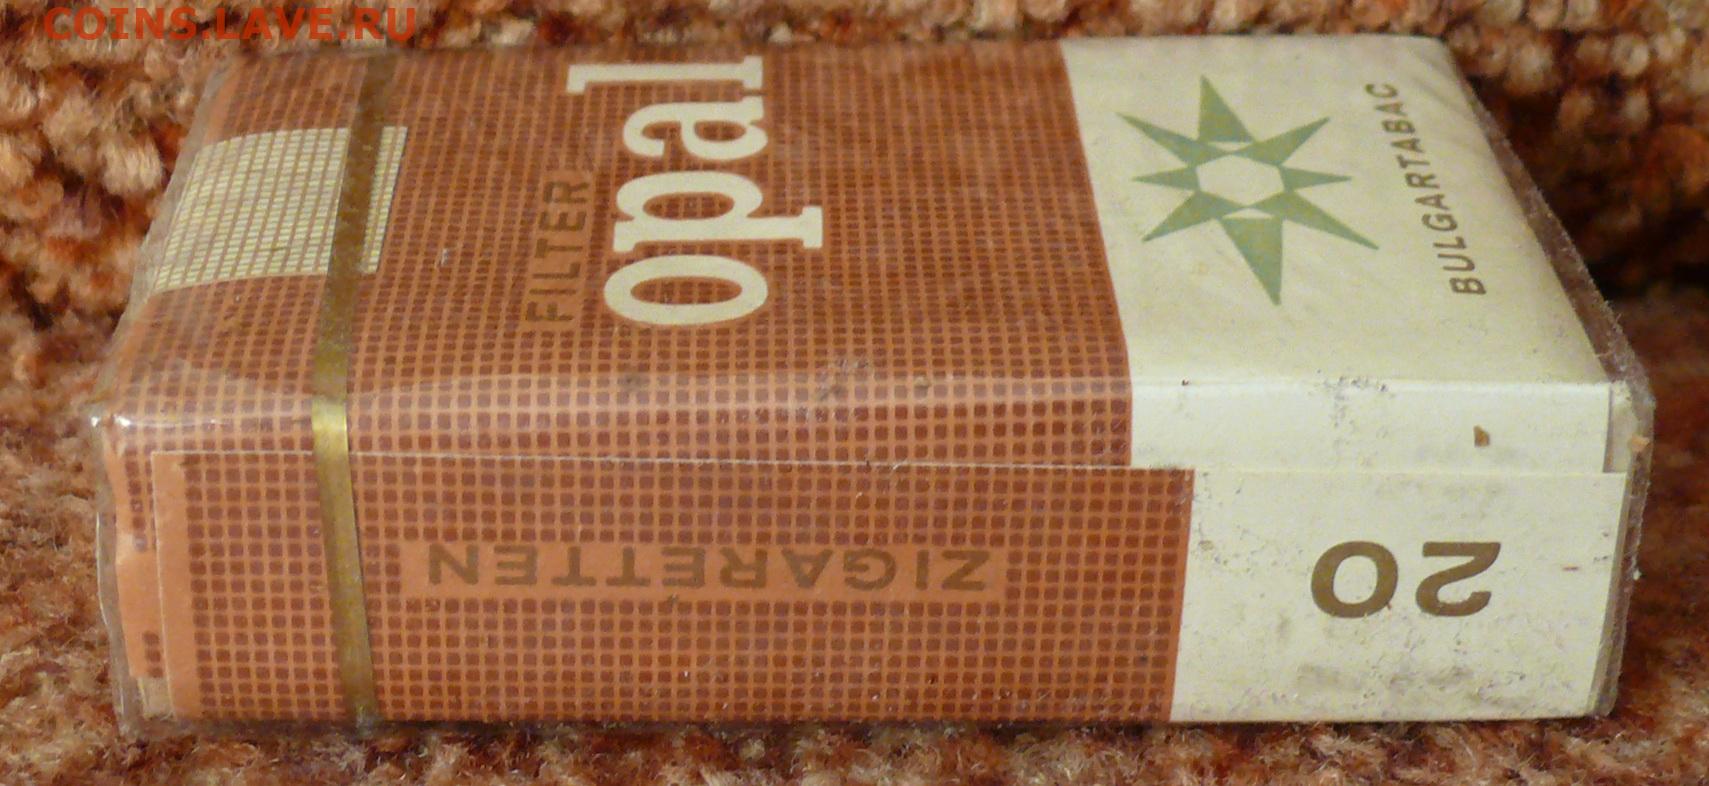 COINS.LAVE.RU
FILTER
opal
BULGARTABAC
ZIGARETTEN
20